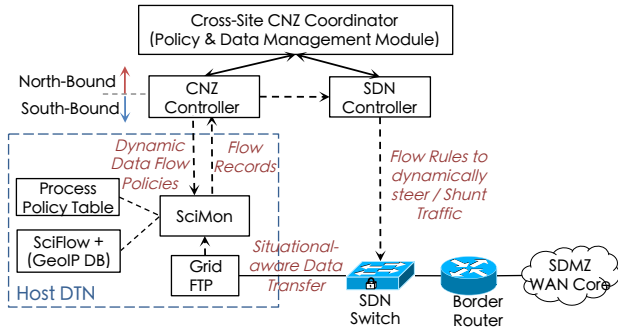 Cross-Site CNZ Coordinator
(Policy & Data Management Module)
North-Bound
South-Bound
CNZ
Controller
SDN
Controller
Dynamic
Data Flow
Policies
Flow
Records
Flow Rules to
dynamically
steer / Shunt
Traffic
Process
Policy Table
SciMon
SciFlow +
(GeoIP DB)
Grid
FTP
Situational-
aware Data
Transfer
Host DTN
SDN
Switch
Border
Router
SDMZ
WAN Core